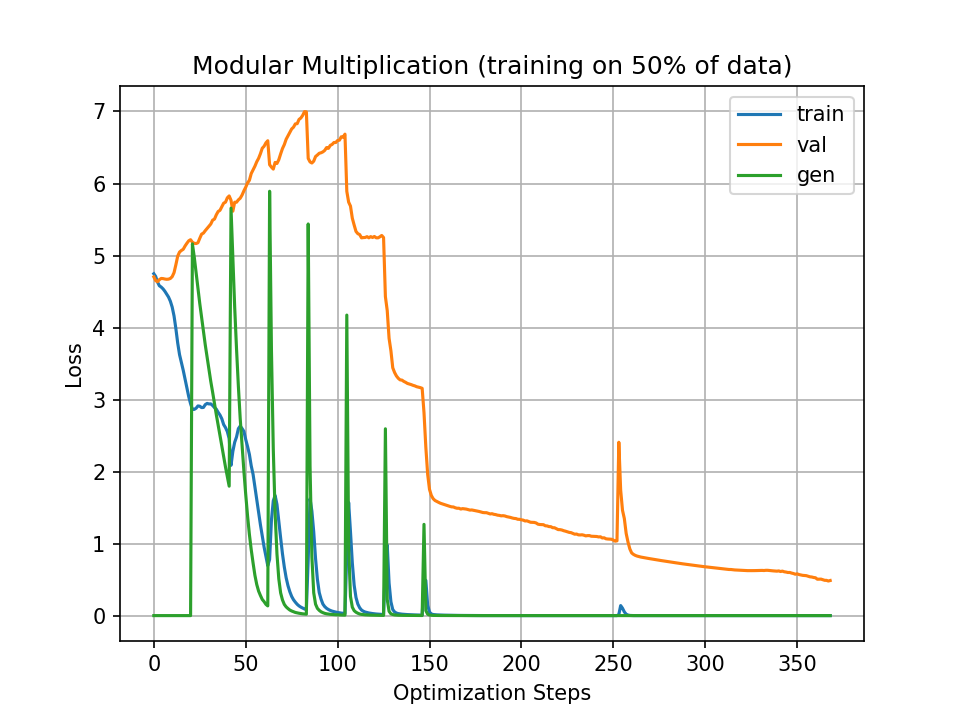 Modular Multiplication (training on 50% of data)
train
val
gen
7
6
5
4
3
2
1
0
Loss
0 50 100 150 200 250 300 350
Optimization Steps